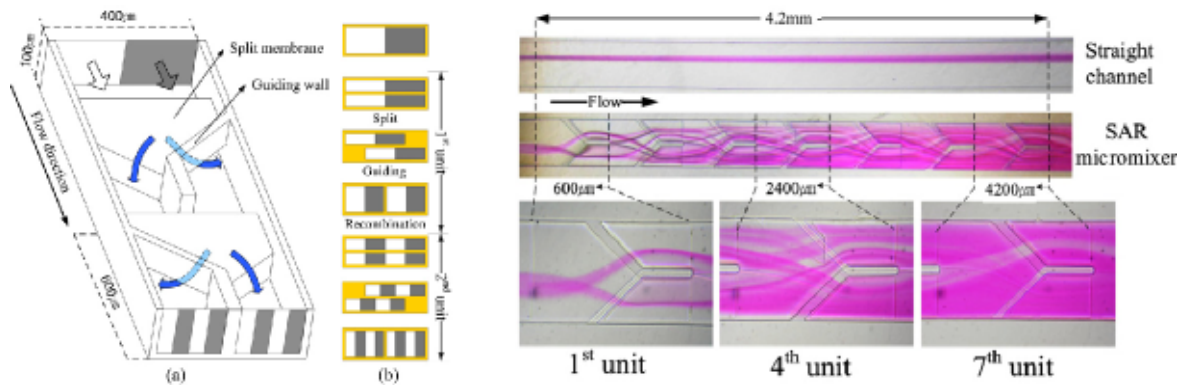 400μm
100μm
Split membrane
Guiding wall
Flow direction
600μm
(a)
Split
Guiding
Recombination
1st unit
2nd unit
(b)
4.2mm
Straight
channel
Flow
SAR
micromixer
600μm
2400μm
4200μm
1st unit
4th unit
7th unit